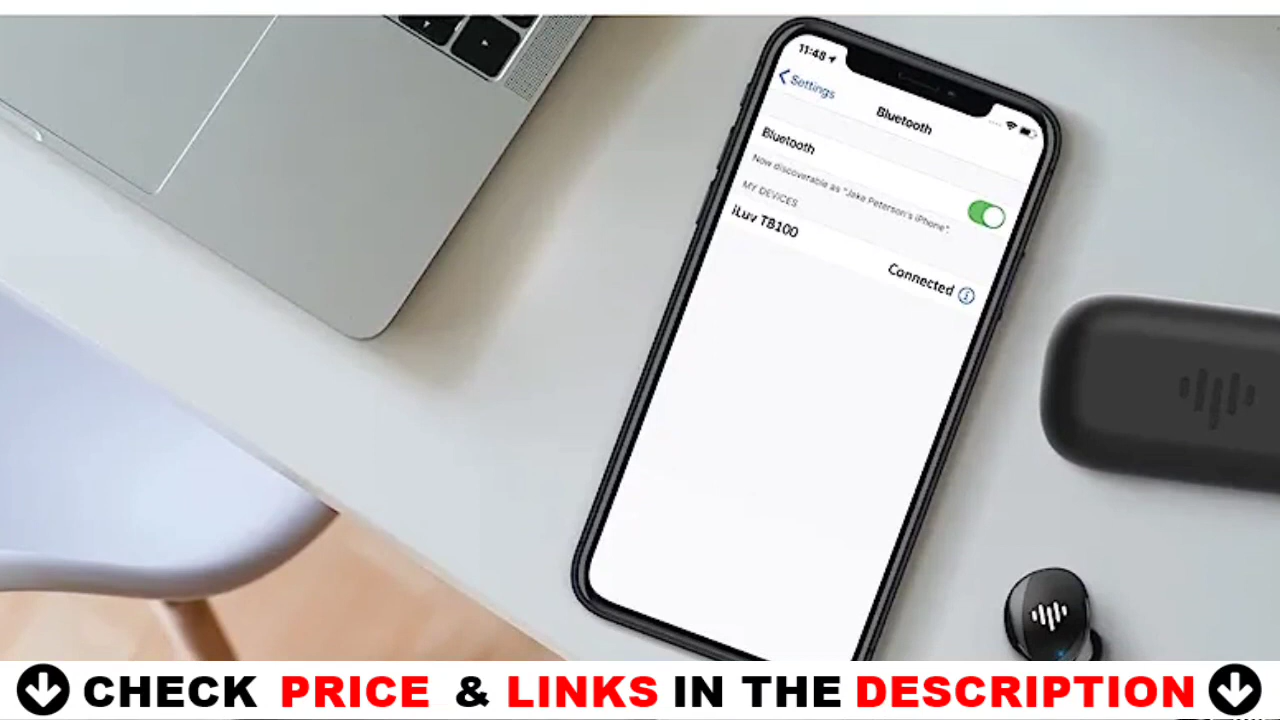 11:48
Settings
Bluetooth
Bluetooth
Now discoverable as "Jake Peterson's iPhone".
MY DEVICES
iLuv TB100
Connected
CHECK PRICE & LINKS IN THE DESCRIPTION